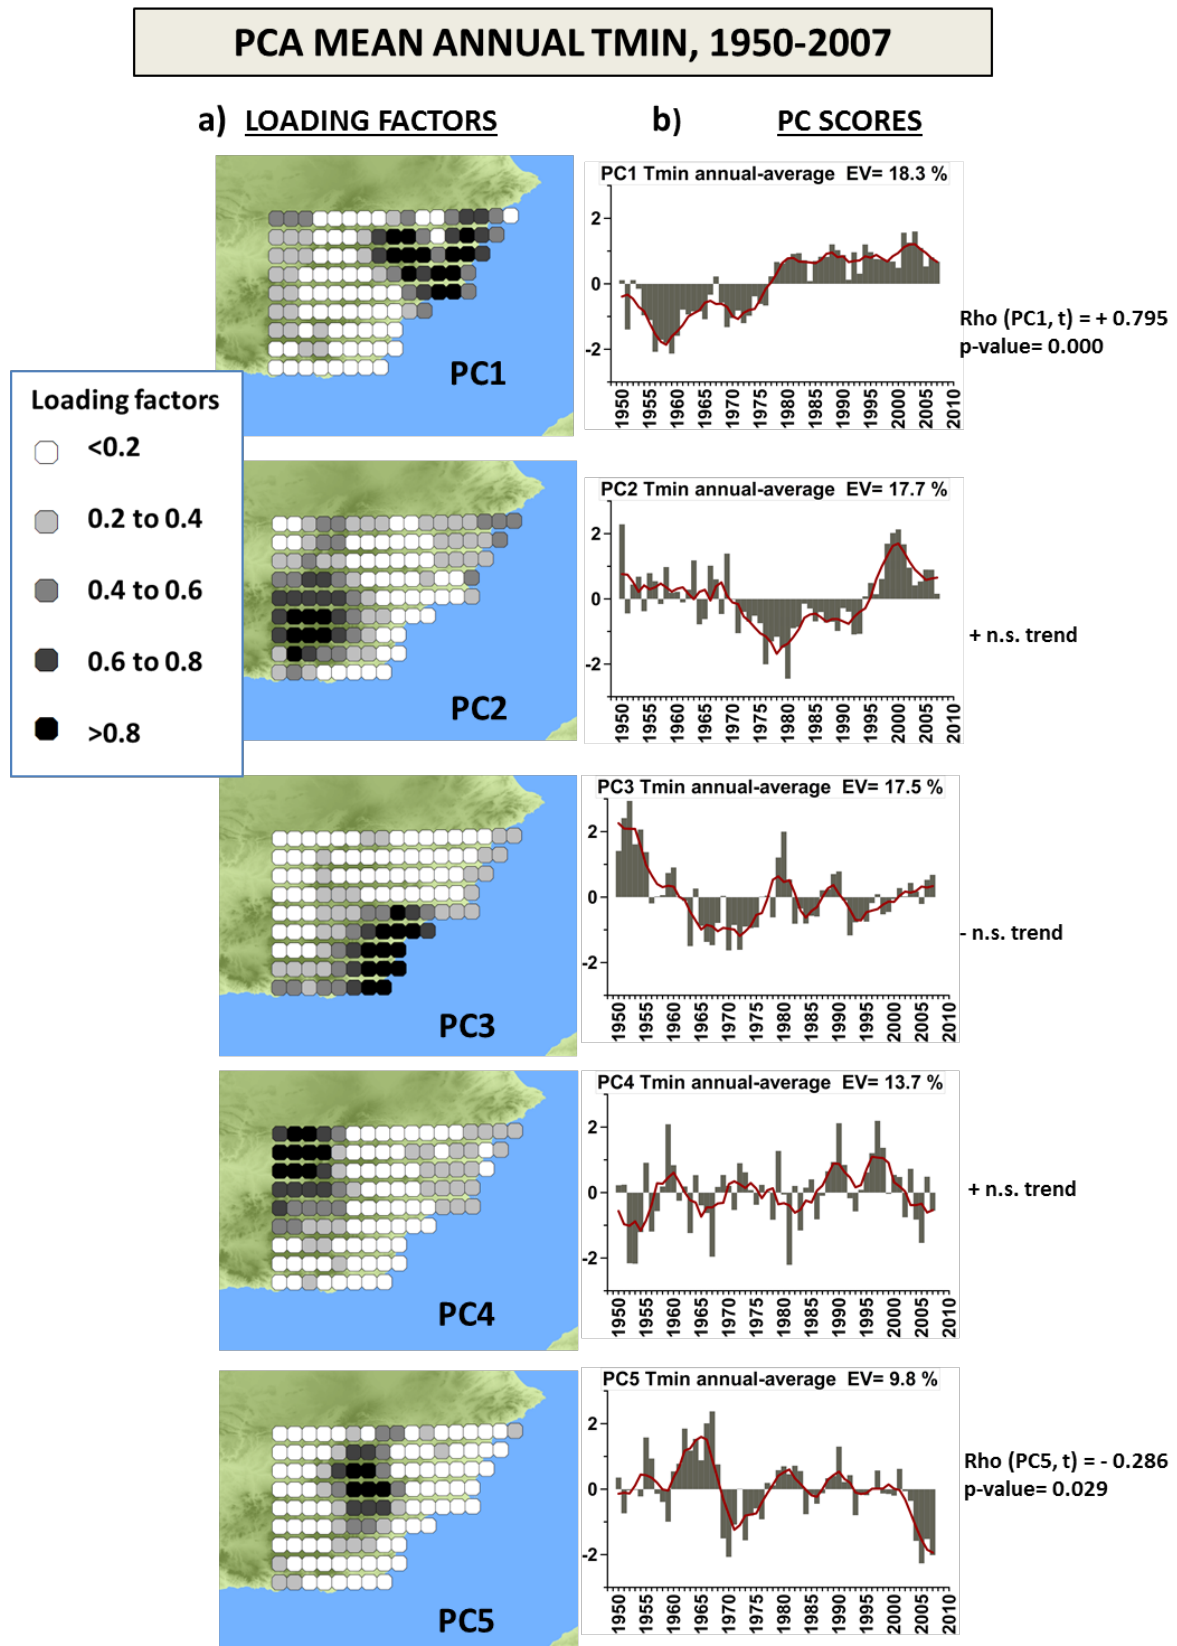 PCA MEAN ANNUAL TMIN, 1950-2007
a) LOADING FACTORS
b) PC SCORES
PC1
PC1 Tmin annual-average EV= 18.3 %
2
0
-2
1950 1955 1960 1965 1970 1975 1980 1985 1990 1995 2000 2005 2010
Rho (PC1, t) = + 0.795
p-value= 0.000
Loading factors
<0.2
0.2 to 0.4
0.4 to 0.6
0.6 to 0.8
>0.8
PC2
PC2 Tmin annual-average EV= 17.7 %
2
0
-2
1950 1955 1960 1965 1970 1975 1980 1985 1990 1995 2000 2005 2010
+ n.s. trend
PC3
PC3 Tmin annual-average EV= 17.5 %
2
0
-2
1950 1955 1960 1965 1970 1975 1980 1985 1990 1995 2000 2005 2010
- n.s. trend
PC4
PC4 Tmin annual-average EV= 13.7 %
2
0
-2
1950 1955 1960 1965 1970 1975 1980 1985 1990 1995 2000 2005 2010
+ n.s. trend
PC5
PC5 Tmin annual-average EV= 9.8 %
2
0
-2
1950 1955 1960 1965 1970 1975 1980 1985 1990 1995 2000 2005 2010
Rho (PC5, t) = - 0.286
p-value= 0.029